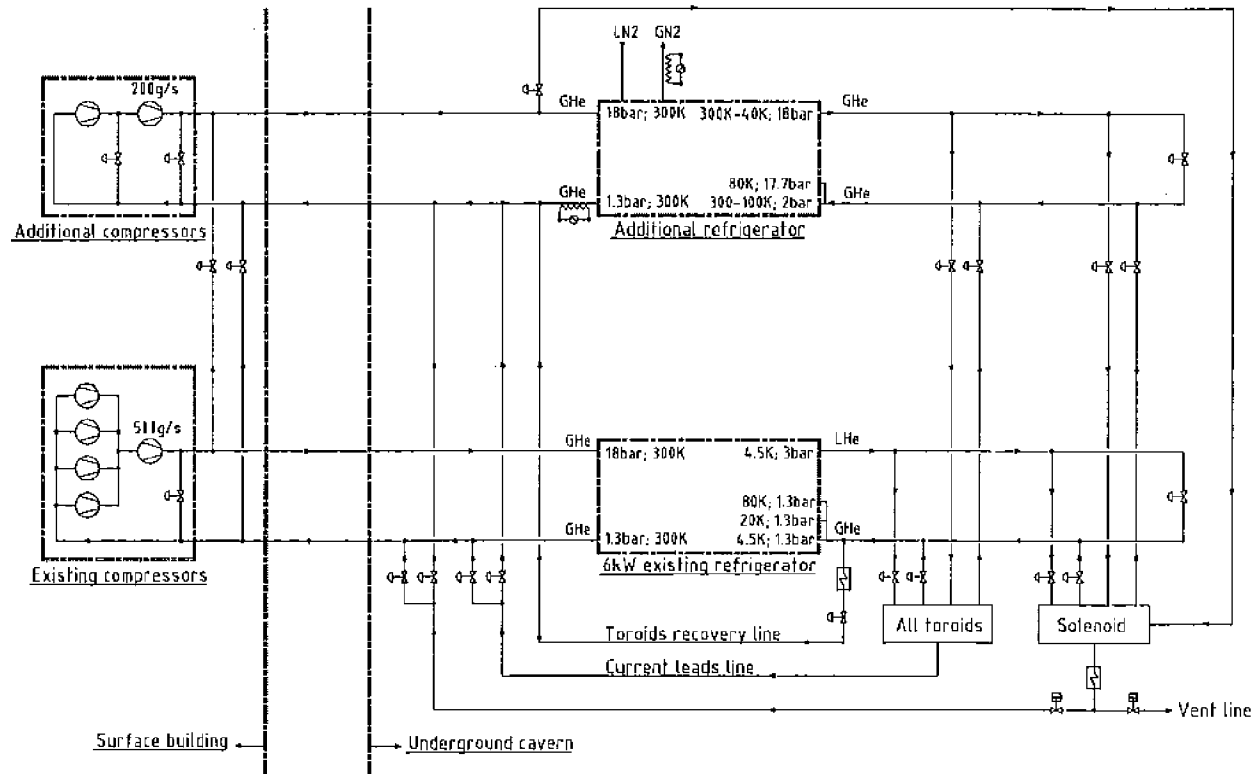 LN2
GN2
200g/s
GHe
18bar; 300K
300K-40K; 18bar
GHe
80K; 17.7bar
GHe
GHe
1.3bar; 300K
300-100K; 2bar
Additional compressors
Additional refrigerator
511g/s
GHe
18bar; 300K
4.5K; 3bar
LHe
80K; 1.3bar
20K; 1.3bar
GHe
GHe
1.3bar; 300K
4.5K; 1.3bar
Existing compressors
6kW existing refrigerator
Toroids recovery line
All toroids
Solenoid
Current leads line
Vent line
Surface building
Underground cavern